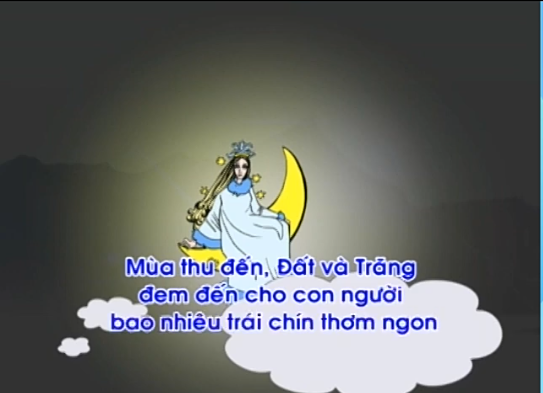 Mùa thu đến, Đất và Trăng
đem đến cho con người
bao nhiêu trái chín thơm ngon